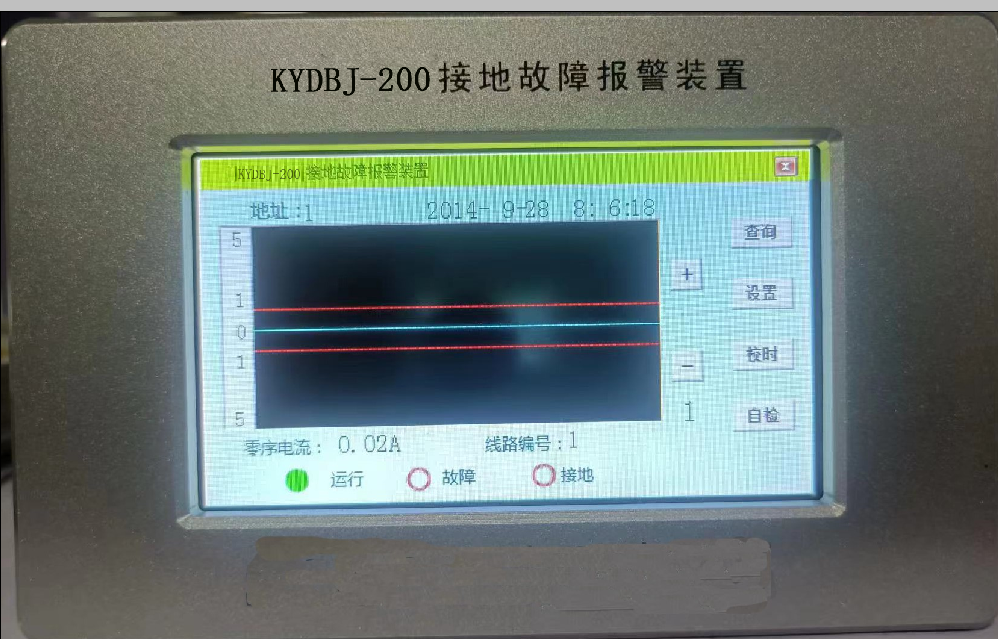 KYDBJ-200接地故障报警装置
KYDBJ-200接地故障报警装置
地址:1 2014- 9-28 8: 6:18
5
查询
+
1
设置
0
1
-
校时
1
5
自检
零序电流: 0.02A 线路编号:1
运行 故障 接地